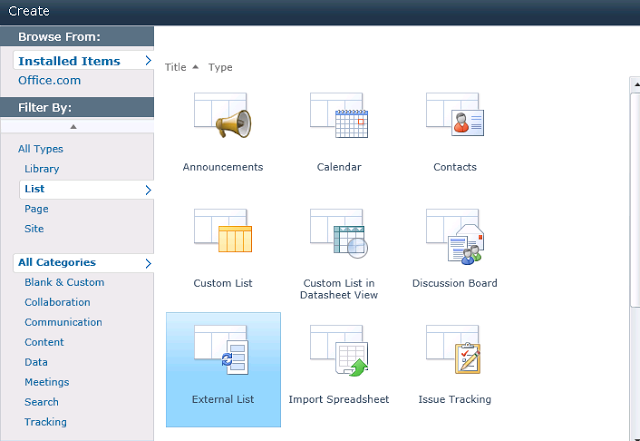 Create
Browse From:
Installed Items
Office.com
Filter By:
All Types
Library
List
Page
Site
All Categories
Blank & Custom
Collaboration
Communication
Content
Data
Meetings
Search
Tracking
Title Type
Announcements Calendar Contacts
Custom List Custom List in Discussion Board
Datasheet View
External List Import Spreadsheet Issue Tracking